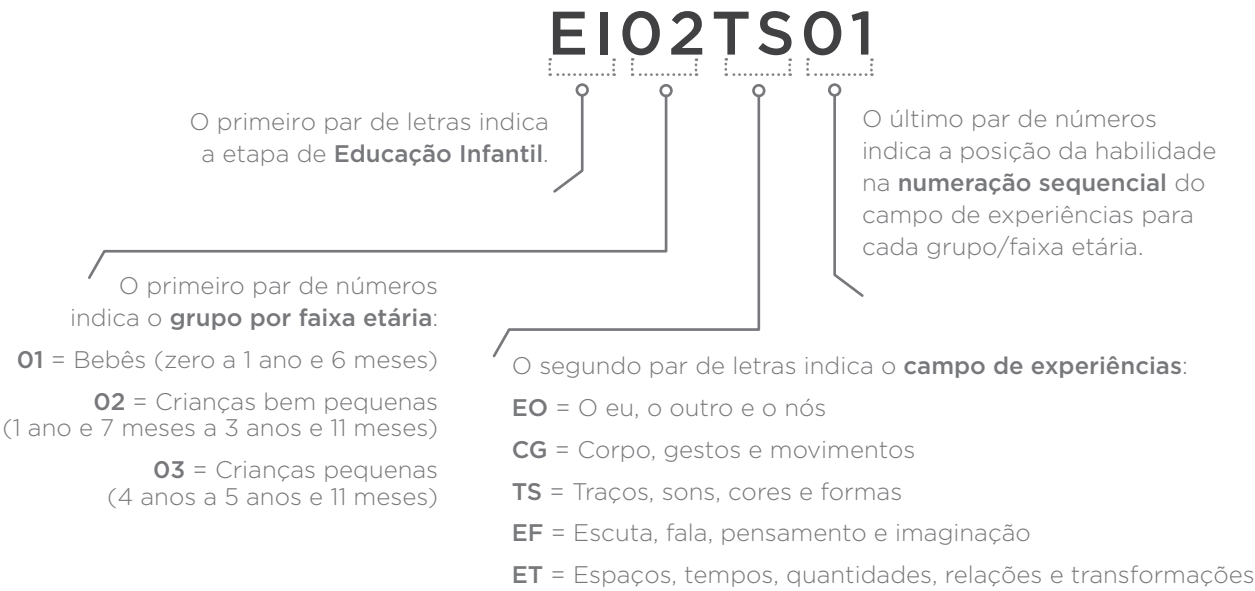 EI02TS01
O primeiro par de letras indica
a etapa de Educação Infantil.
O último par de números
indica a posição da habilidade
na numeração sequencial do
campo de experiências para
cada grupo/faixa etária.
O primeiro par de números
indica o grupo por faixa etária:
01 = Bebês (zero a 1 ano e 6 meses)
02 = Crianças bem pequenas
(1 ano e 7 meses a 3 anos e 11 meses)
03 = Crianças pequenas
(4 anos a 5 anos e 11 meses)
O segundo par de letras indica o campo de experiências:
EO = O eu, o outro e o nós
CG = Corpo, gestos e movimentos
TS = Traços, sons, cores e formas
EF = Escuta, fala, pensamento e imaginação
ET = Espaços, tempos, quantidades, relações e transformações